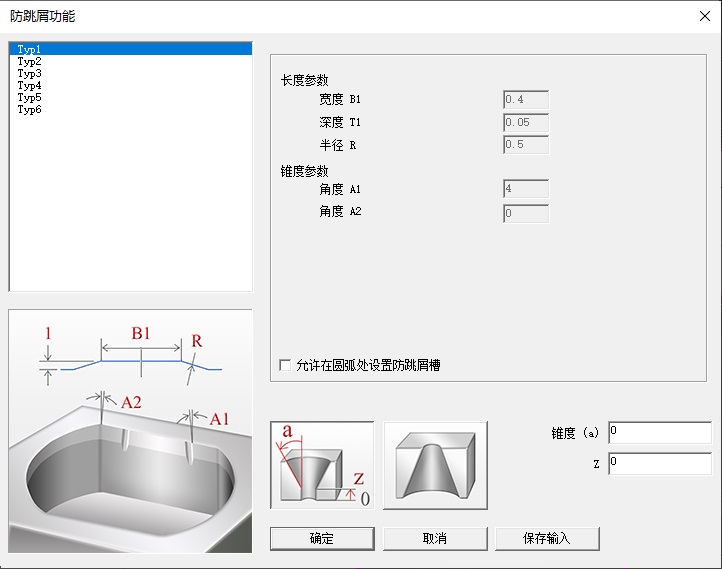 防跳屑功能
Typ1
Typ2
Typ3
Typ4
Typ5
Typ6
长度参数
宽度 B1
0.4
深度 T1
0.05
半径 R
0.5
锥度参数
角度 A1
4
角度 A2
0
允许在圆弧处设置防跳屑槽
1
B1
R
A2
A1
a
Z
0
锥度 (a)
0
Z
0
确定
取消
保存输入